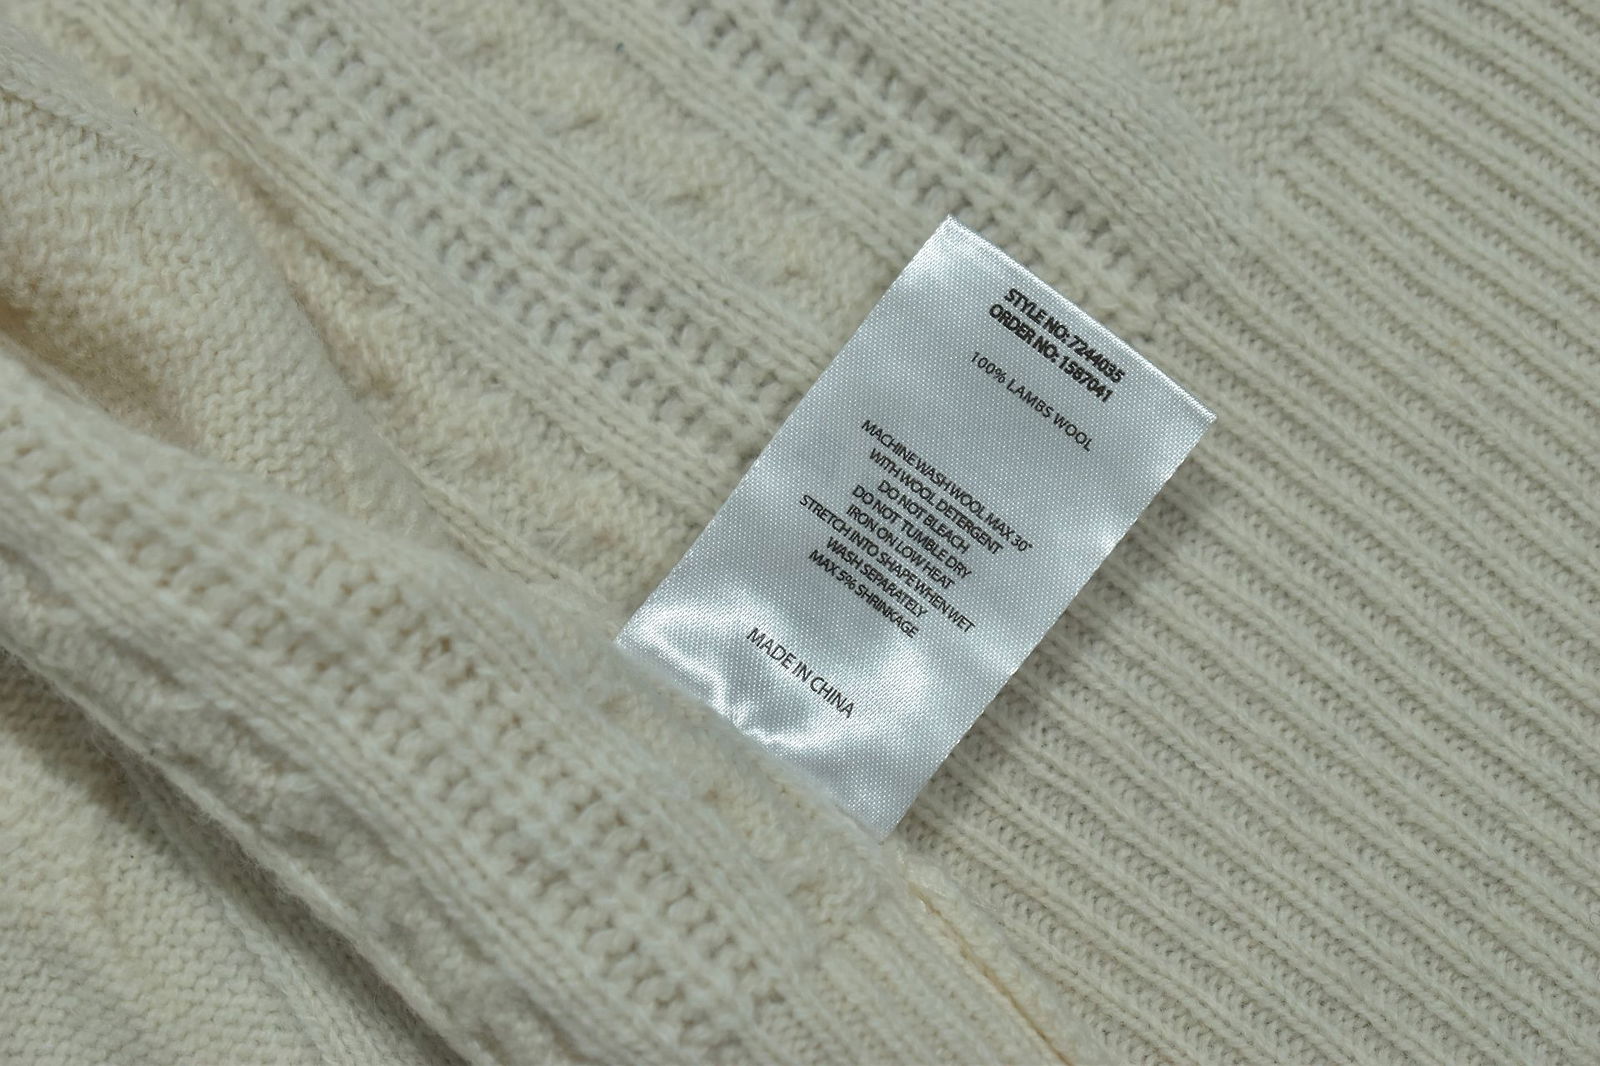 STYLE NO: 7244035
ORDER NO: 1587041
100% LAMBS WOOL
MACHINE WASH WOOL MAX 30°
WITH WOOL DETERGENT
DO NOT BLEACH
DO NOT TUMBLE DRY
IRON ON LOW HEAT
STRETCH INTO SHAPE WHEN WET
WASH SEPARATELY
MAX 5% SHRINKAGE
MADE IN CHINA